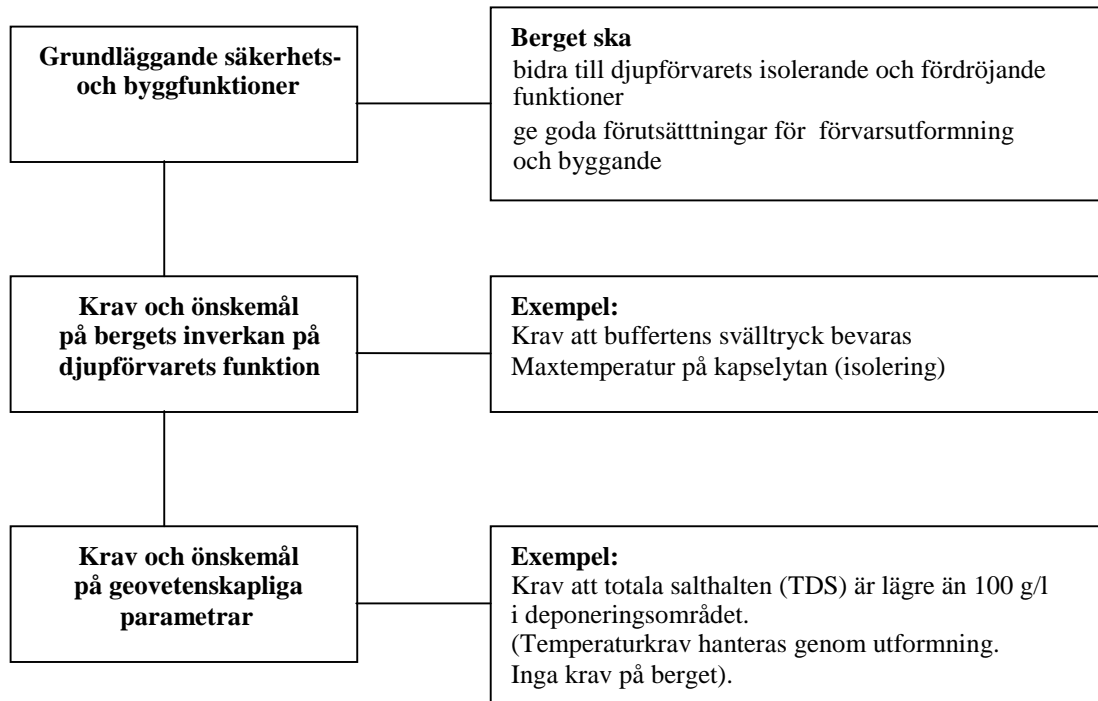 Grundläggande säkerhets-
och byggfunktioner
Berget ska
bidra till djupförvarets isolerande och fördröjande
funktioner
ge goda förutsätttningar för förvarsutformning
och byggande
Krav och önskemål
på bergets inverkan på
djupförvarets funktion
Exempel:
Krav att buffertens svälltryck bevaras
Maxtemperatur på kapselytan (isolering)
Krav och önskemål
på geovetenskapliga
parametrar
Exempel:
Krav att totala salthalten (TDS) är lägre än 100 g/l
i deponeringsområdet.
(Temperaturkrav hanteras genom utformning.
Inga krav på berget).